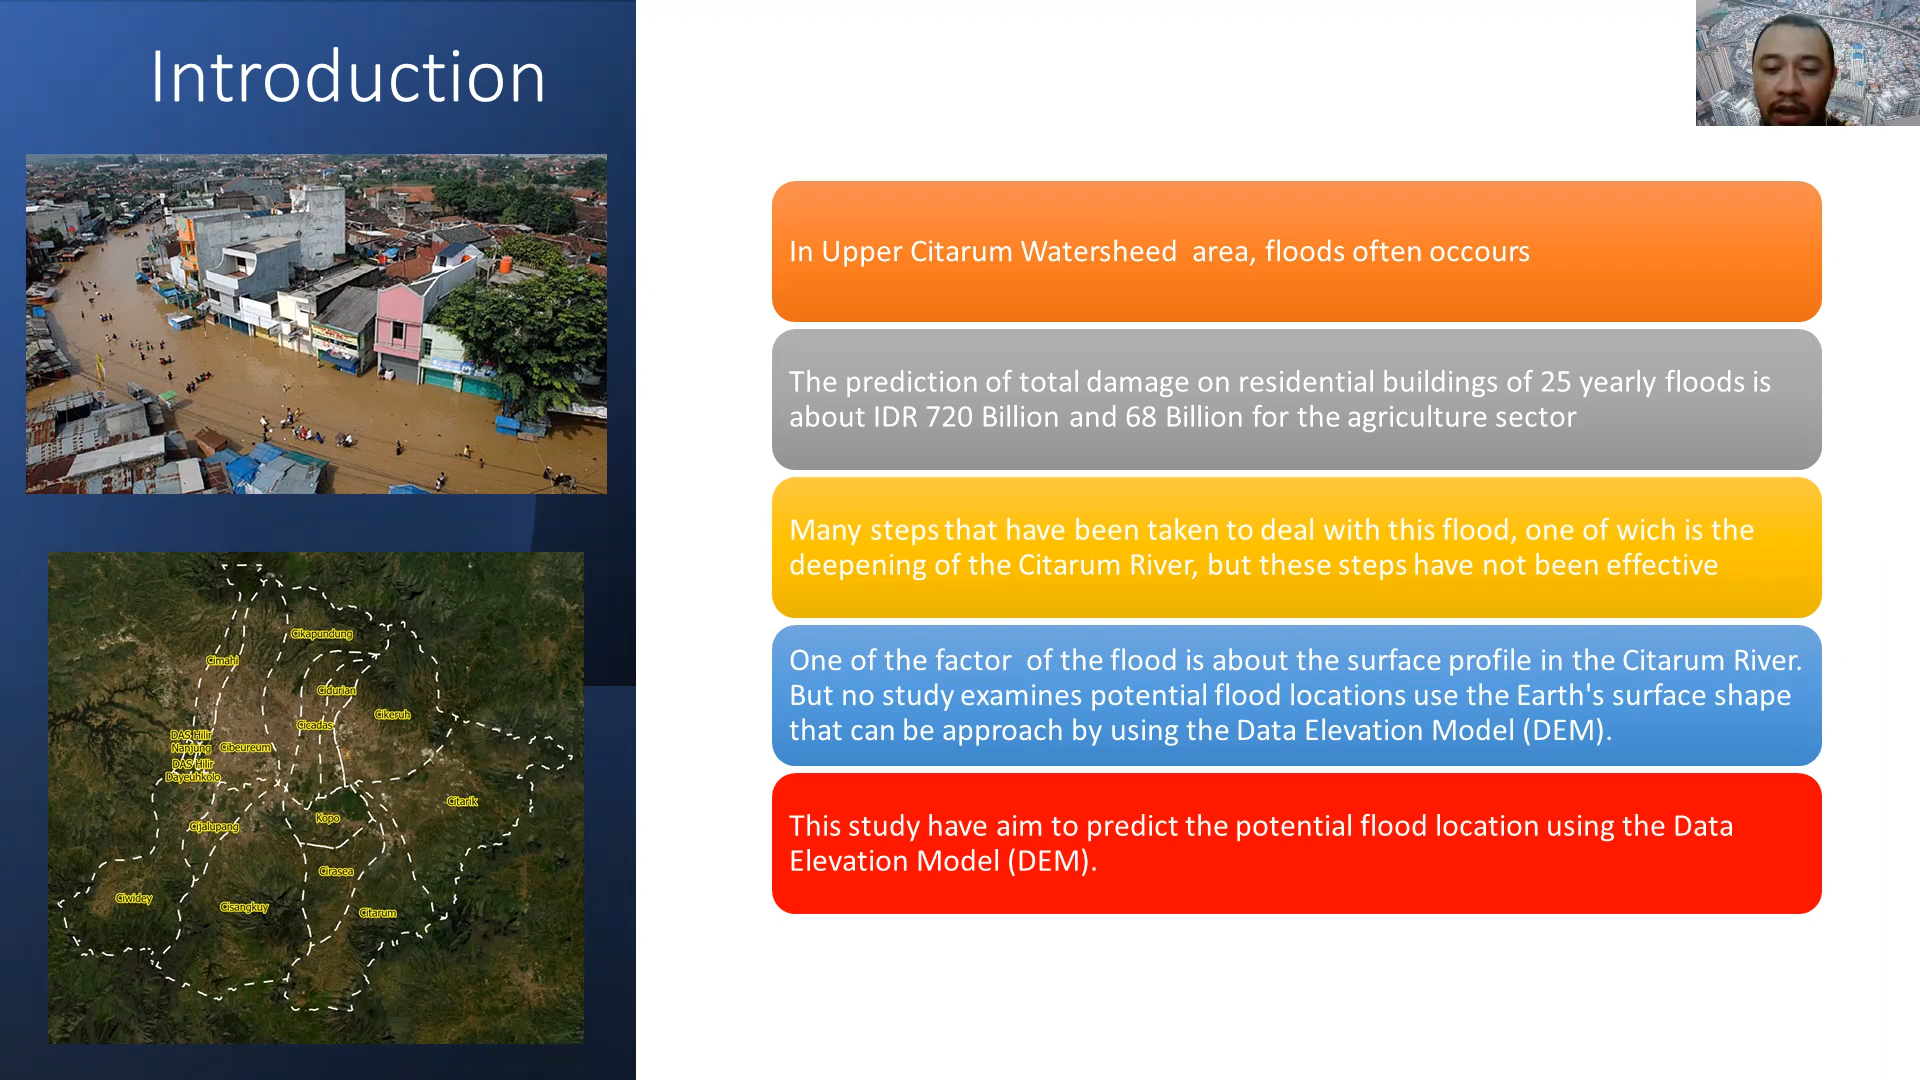 Introduction
In Upper Citarum Watersheed area, floods often occours
The prediction of total damage on residential buildings of 25 yearly floods is
about IDR 720 Billion and 68 Billion for the agriculture sector
Many steps that have been taken to deal with this flood, one of wich is the
deepening of the Citarum River, but these steps have not been effective
One of the factor of the flood is about the surface profile in the Citarum River.
But no study examines potential flood locations use the Earth's surface shape
that can be approach by using the Data Elevation Model (DEM).
This study have aim to predict the potential flood location using the Data
Elevation Model (DEM).
Cikapundung
Cimahi
Cidurian
Cikeruh
Cicadas
DAS Hilir
Nanjung
Cibeureum
DAS Hilir
Dayeuhkolo
Citarik
Kopo
Cijalupang
Cirasea
Ciwidey
Cisangkuy
Citarum